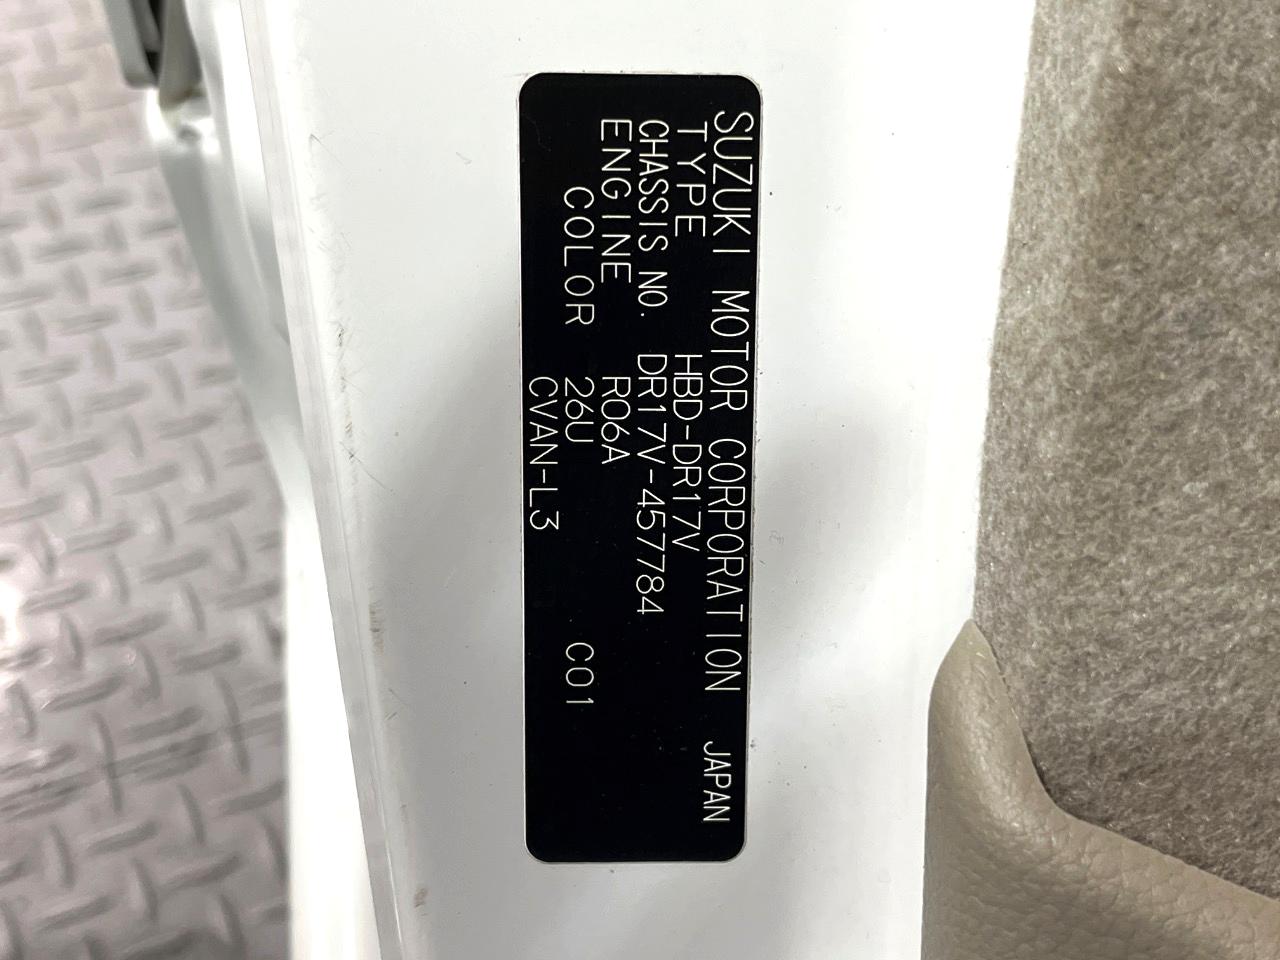 SUZUKI MOTOR CORPORATION JAPAN
TYPE HBD-DR17V
CHASSIS NO. DR17V-457784
ENGINE R06A
COLOR 26U C01
CVAN-L3